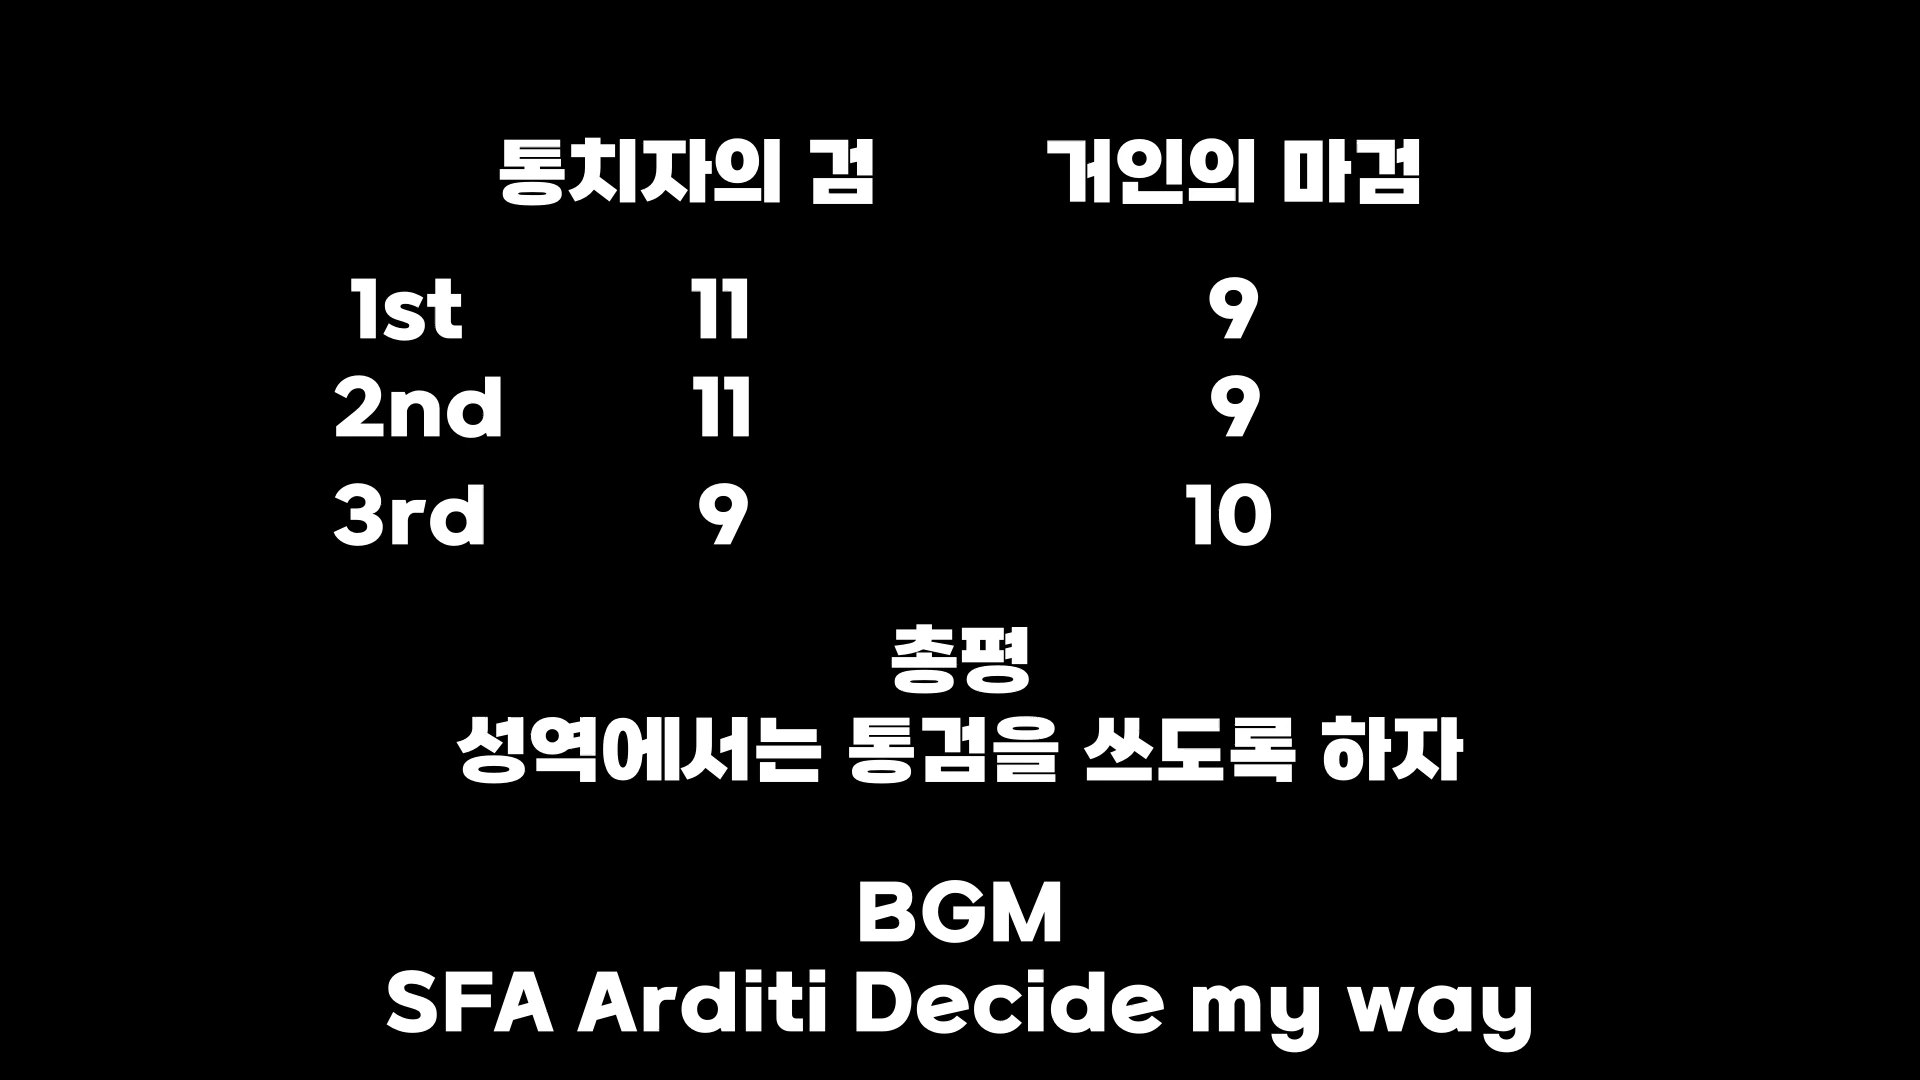 통치자의 검 거인의 마검
1st 11 9
2nd 11 9
3rd 9 10
총평
성역에서는 통검을 쓰도록 하자
BGM
SFA Arditi Decide my way